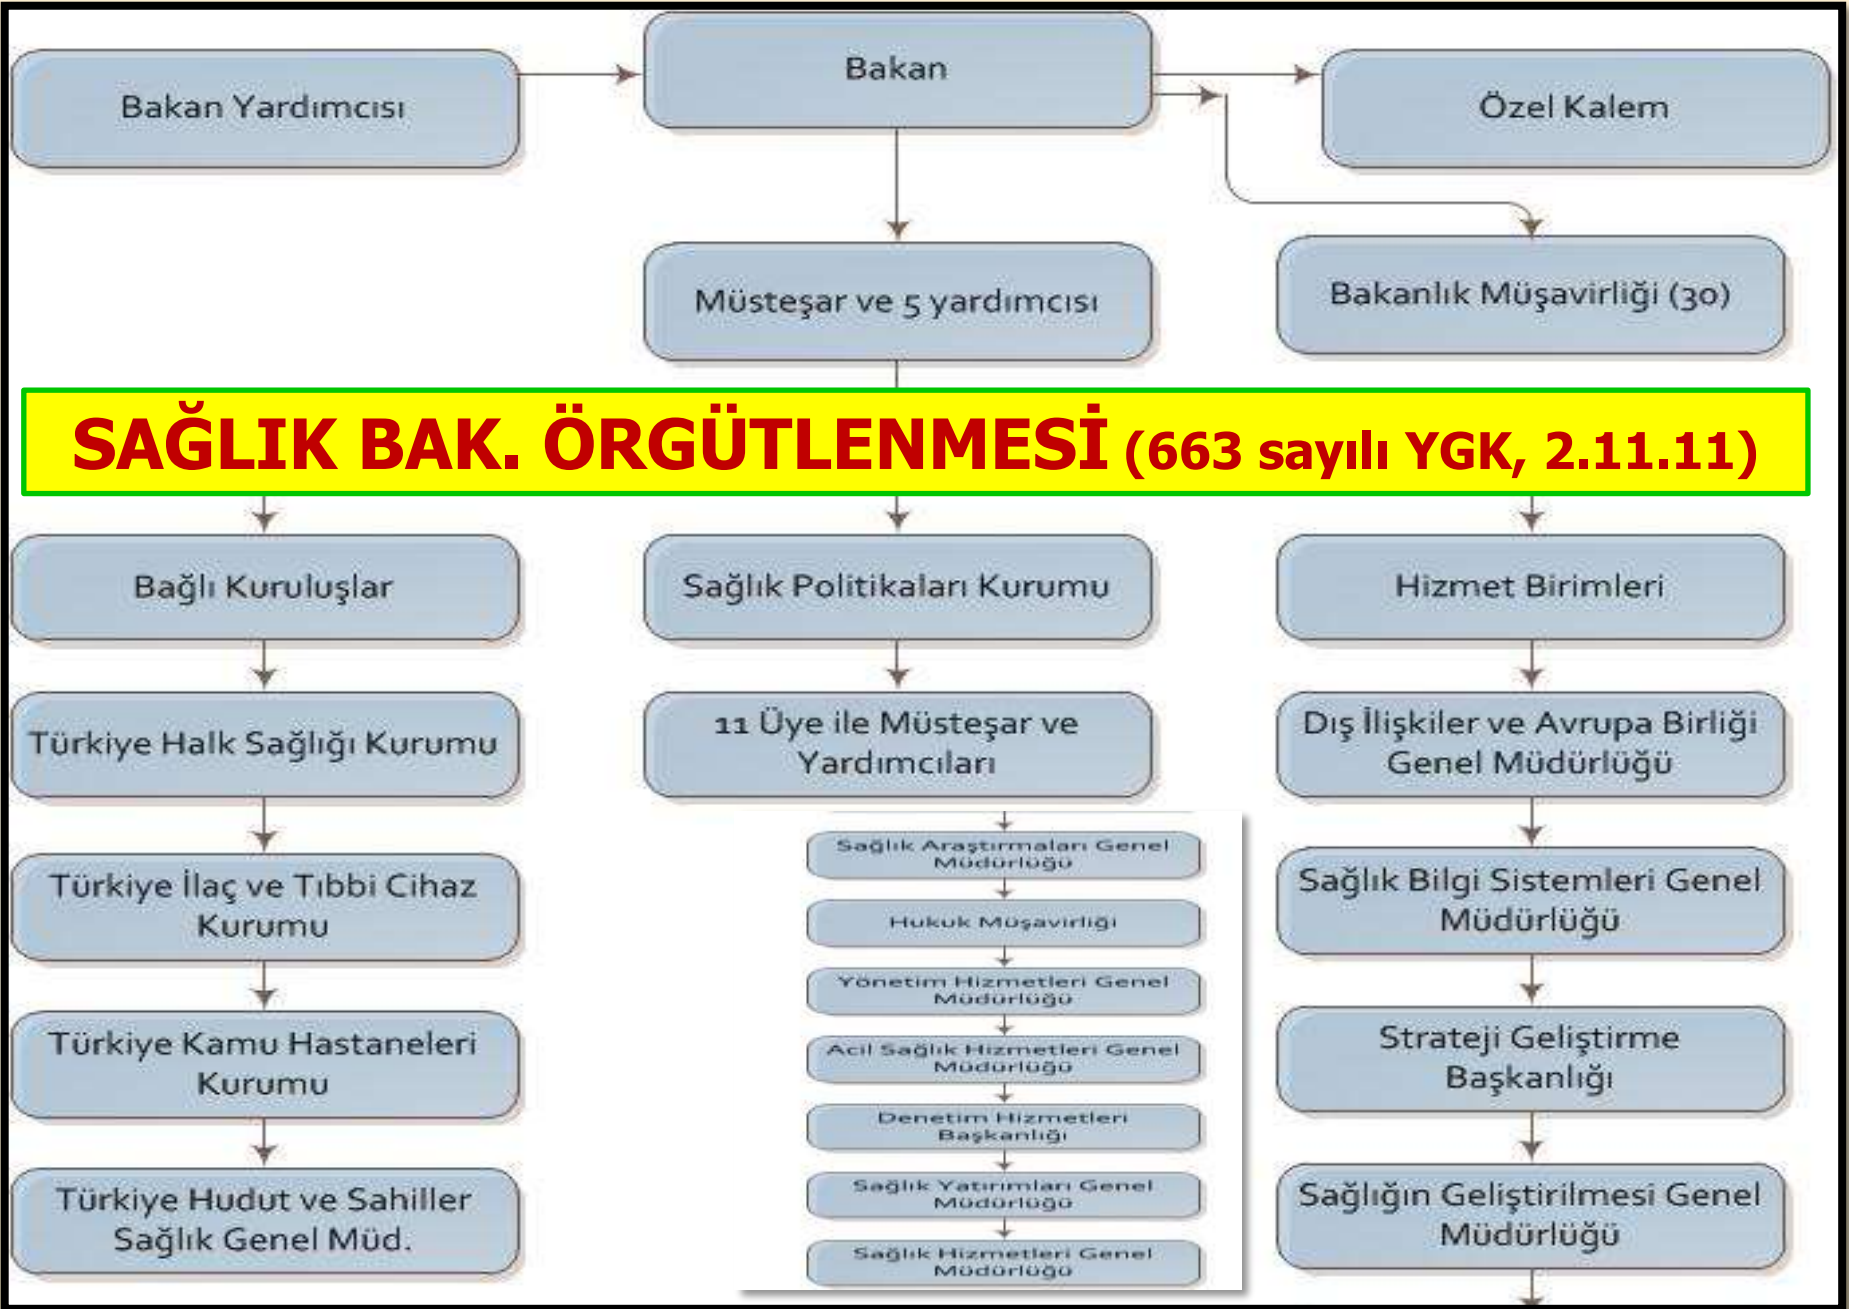 Bakan Yardımcısı
Bakan
Özel Kalem
Müsteşar ve 5 yardımcısı
Bakanlık Müşavirliği (30)
SAĞLIK BAK. ÖRGÜTLENMESİ (663 sayılı YGK, 2.11.11)
Bağlı Kuruluşlar
Türkiye Halk Sağlığı Kurumu
Türkiye İlaç ve Tıbbi Cihaz
Kurumu
Türkiye Kamu Hastaneleri
Kurumu
Türkiye Hudut ve Sahiller
Sağlık Genel Müd.
Sağlık Politikaları Kurumu
11 Üye ile Müsteşar ve
Yardımcıları
Sağlık Araştırmaları Genel
Müdürlüğü
Hukuk Müşavirliği
Yönetim Hizmetleri Genel
Müdürlüğü
Acil Sağlık Hizmetleri Genel
Müdürlüğü
Denetim Hizmetleri
Başkanlığı
Sağlık Yatırımları Genel
Müdürlüğü
Sağlık Hizmetleri Genel
Müdürlüğü
Hizmet Birimleri
Dış İlişkiler ve Avrupa Birliği
Genel Müdürlüğü
Sağlık Bilgi Sistemleri Genel
Müdürlüğü
Strateji Geliştirme
Başkanlığı
Sağlığın Geliştirilmesi Genel
Müdürlüğü